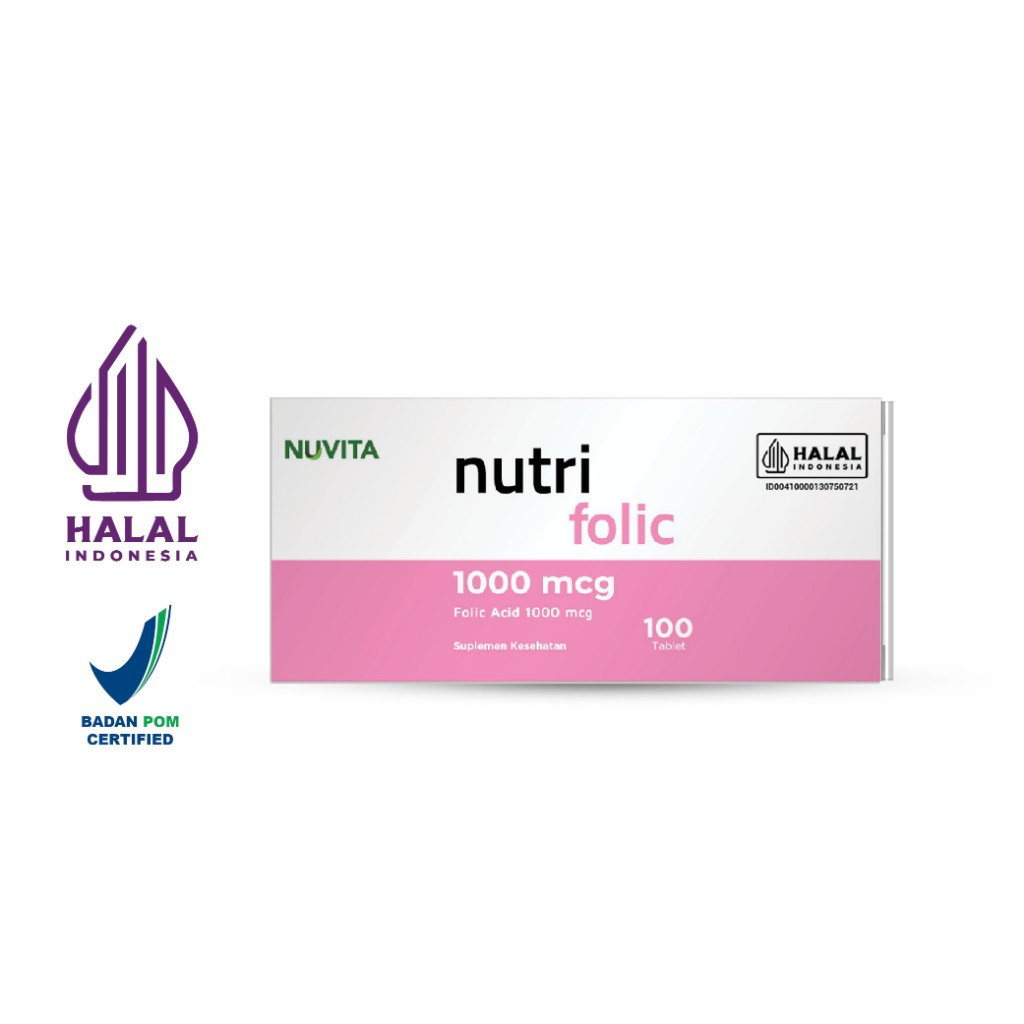 HALAL
INDONESIA
BADAN POM
CERTIFIED
NUVITA
nutri
folic
HALAL
INDONESIA
ID00410000130750721
1000 mcg
Folic Acid 1000 mcg
Suplemen Kesehatan
100
Tablet